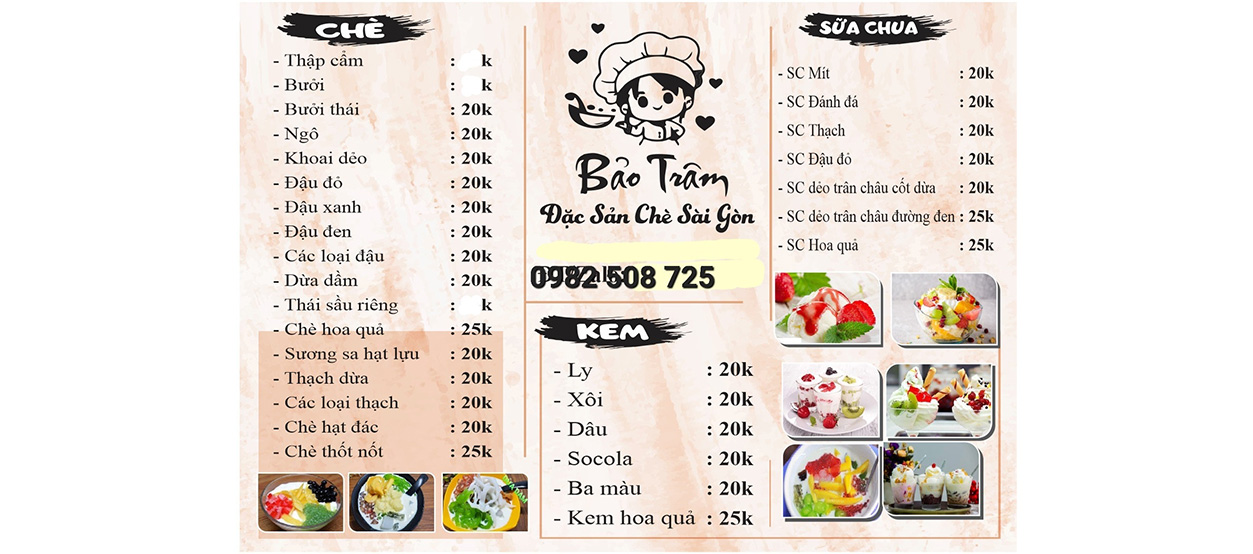 CHÈ
- Thập cẩm : k
- Bưởi : k
- Bưởi thái : 20k
- Ngô : 20k
- Khoai dẻo : 20k
- Đậu đỏ : 20k
- Đậu xanh : 20k
- Đậu đen : 20k
- Các loại đậu : 20k
- Dừa dầm : 20k
- Thái sầu riêng : k
- Chè hoa quả : 25k
- Sương sa hạt lựu : 20k
- Thạch dừa : 20k
- Các loại thạch : 20k
- Chè hạt đác : 20k
- Chè thốt nốt : 25k
Bảo Trâm
Đặc Sản Chè Sài Gòn
0982 508 725
KEM
- Ly : 20k
- Xôi : 20k
- Dâu : 20k
- Socola : 20k
- Ba màu : 20k
- Kem hoa quả : 25k
SỮA CHUA
- SC Mít : 20k
- SC Đánh đá : 20k
- SC Thạch : 20k
- SC Đậu đỏ : 20k
- SC dẻo trân châu cốt dừa : 20k
- SC dẻo trân châu đường đen : 25k
- SC Hoa quả : 25k